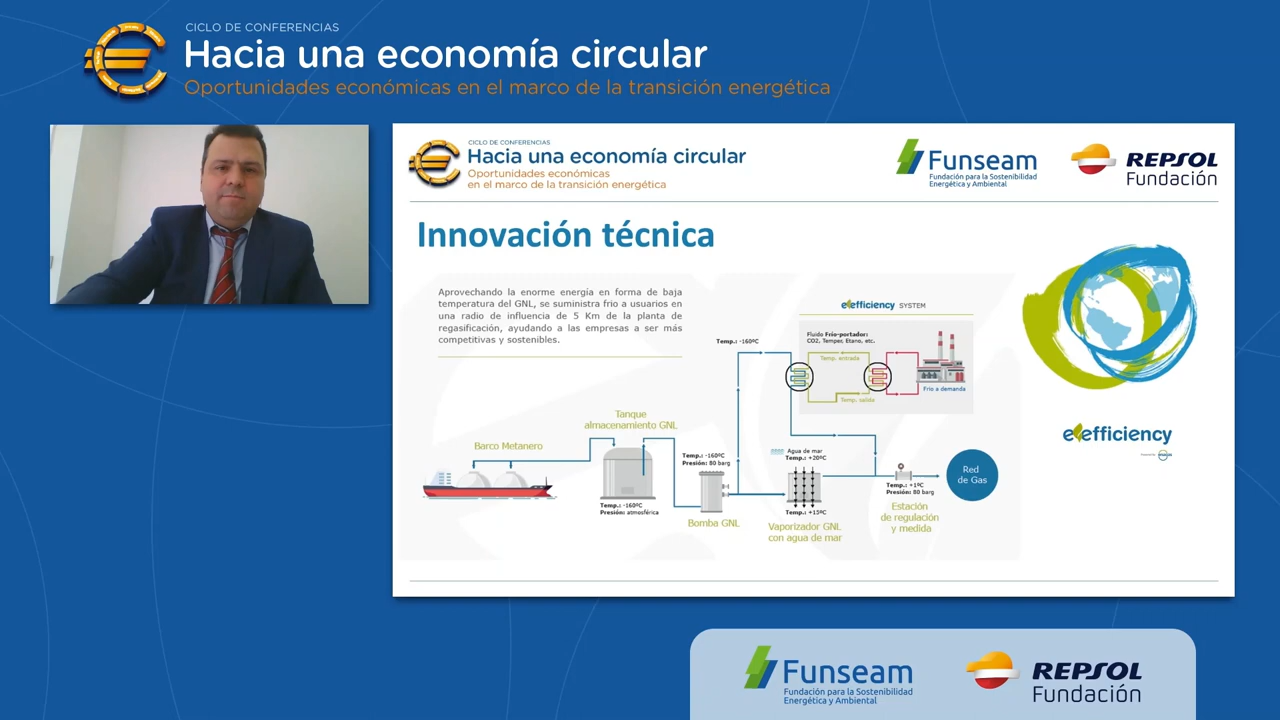 CICLO DE CONFERENCIAS
Hacia una economía circular
Oportunidades económicas en el marco de la transición energética
CICLO DE CONFERENCIAS
Hacia una economía circular
Oportunidades económicas
en el marco de la transición energética
Funseam
Fundación para la Sostenibilidad
Energética y Ambiental
REPSOL
Fundación
Innovación técnica
Aprovechando la enorme energía en forma de baja
temperatura del GNL, se suministra frio a usuarios en
una radio de influencia de 5 Km de la planta de
regasificación, ayudando a las empresas a ser más
competitivas y sostenibles.
efficiency SYSTEM
Fluido Frío-portador:
CO2, Temper, Etano, etc.
Temp.: -160ºC
Temp. entrada
Temp. salida
Frío a demanda
Tanque
almacenamiento GNL
Barco Metanero
Temp.: -160ºC
Presión: atmosférica
Temp.: -160ºC
Presión: 80 barg
Bomba GNL
Agua de mar
Temp.: +20ºC
Temp.: +15ºC
Vaporizador GNL
con agua de mar
Temp.: +1ºC
Presión: 80 barg
Estación
de regulación
y medida
Red
de Gas
efficiency
Funseam
Fundación para la Sostenibilidad
Energética y Ambiental
REPSOL
Fundación